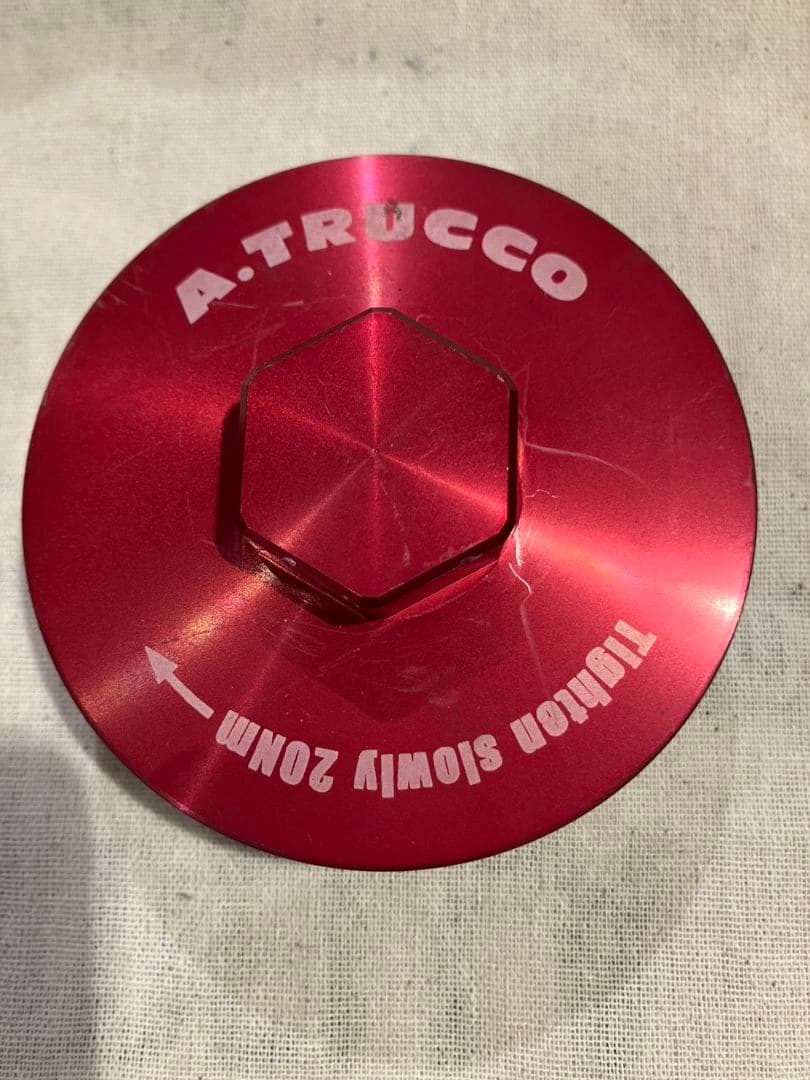 A.TRUCCO
Tighten slowly 20Nm